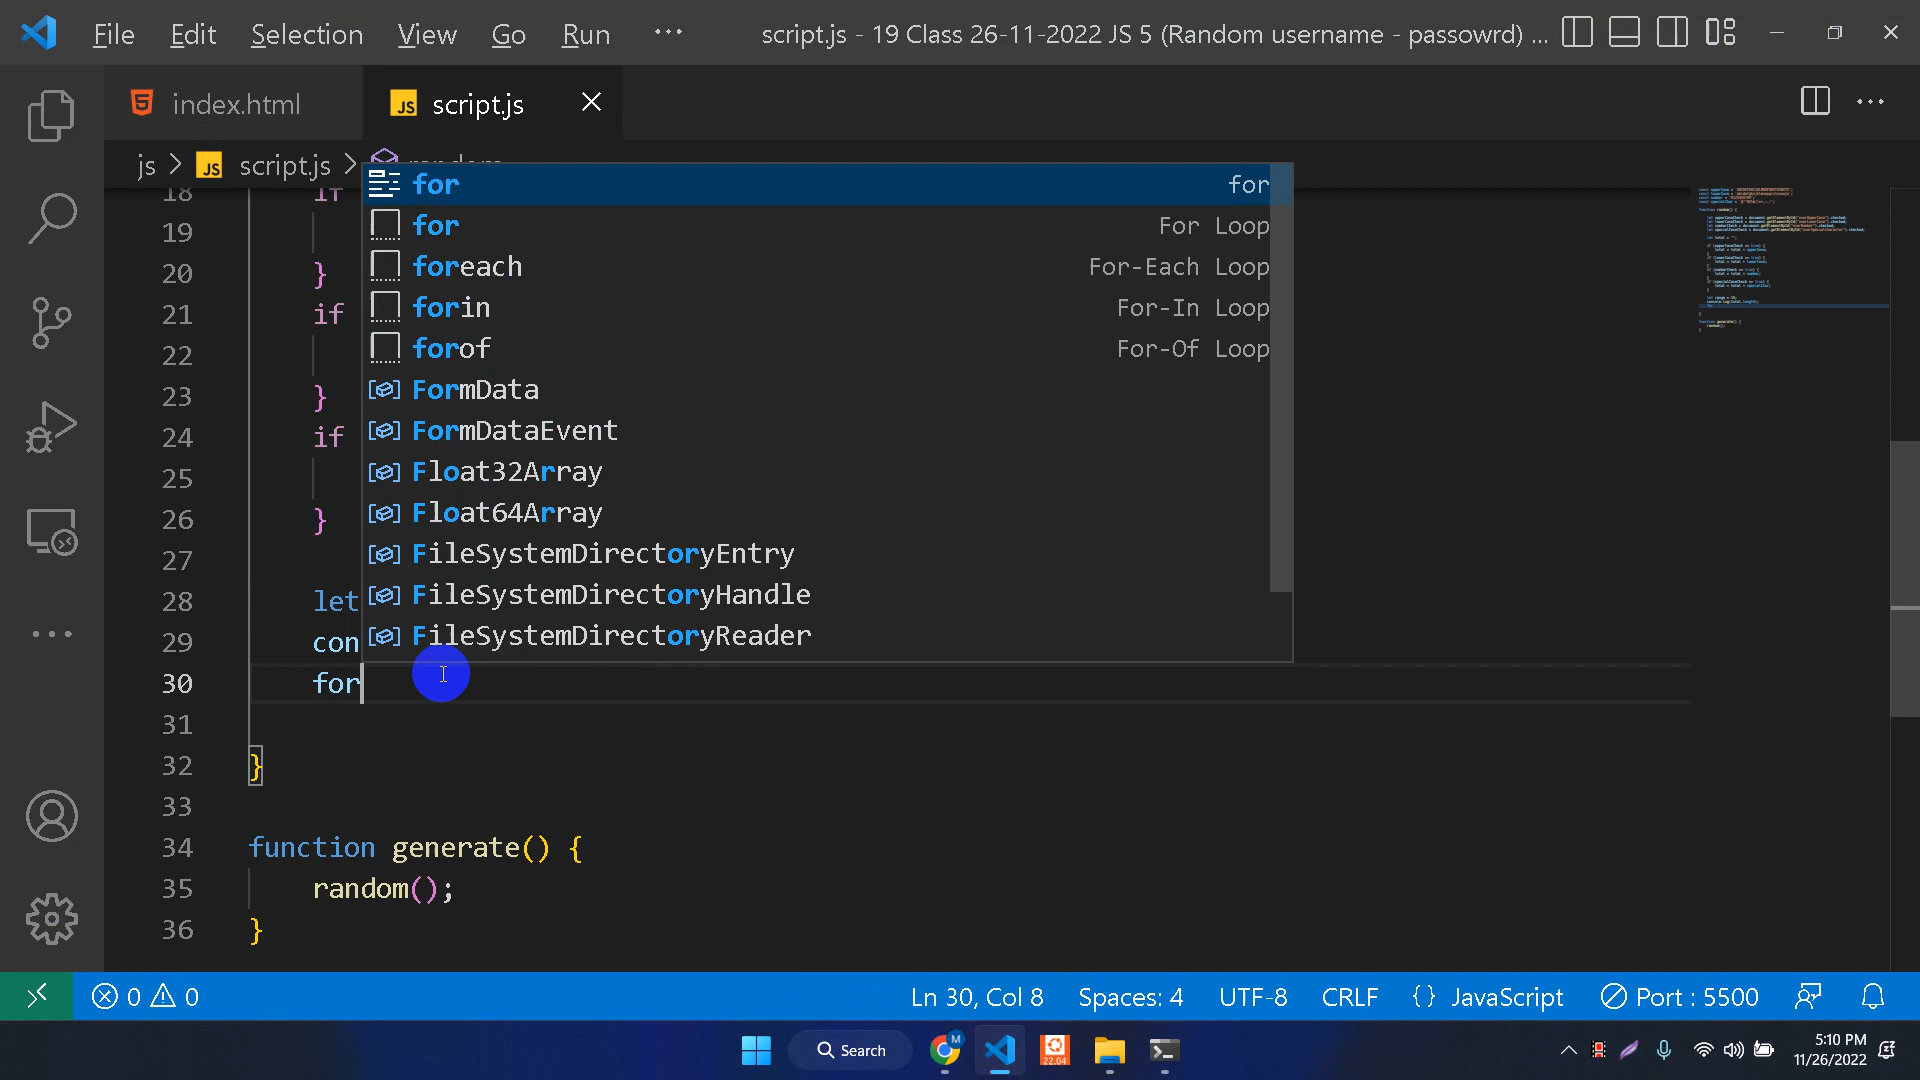 File Edit Selection View Go Run ··· script.js - 19 Class 26-11-2022 JS 5 (Random username - passowrd) ...
index.html
JS script.js
js > JS script.js >
18 if
19
20 }
21 if
22
23 }
24 if
25
26 }
27
28 let
29 con
30 for
31
32 }
33
34 function generate() {
35 random();
36 }
for for
for For Loop
foreach For-Each Loop
forin For-In Loop
forof For-Of Loop
FormData
FormDataEvent
Float32Array
Float64Array
FileSystemDirectoryEntry
FileSystemDirectoryHandle
FileSystemDirectoryReader
0 0 Ln 30, Col 8 Spaces: 4 UTF-8 CRLF {} JavaScript Port : 5500
Search M 22.04 5:10 PM
11/26/2022